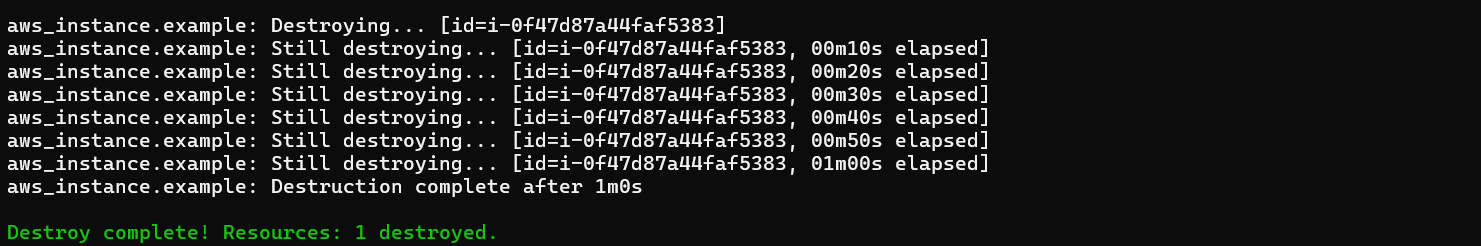 aws_instance.example: Destroying... [id=i-0f47d87a44faf5383]
aws_instance.example: Still destroying... [id=i-0f47d87a44faf5383, 00m10s elapsed]
aws_instance.example: Still destroying... [id=i-0f47d87a44faf5383, 00m20s elapsed]
aws_instance.example: Still destroying... [id=i-0f47d87a44faf5383, 00m30s elapsed]
aws_instance.example: Still destroying... [id=i-0f47d87a44faf5383, 00m40s elapsed]
aws_instance.example: Still destroying... [id=i-0f47d87a44faf5383, 00m50s elapsed]
aws_instance.example: Still destroying... [id=i-0f47d87a44faf5383, 01m00s elapsed]
aws_instance.example: Destruction complete after 1m0s
Destroy complete! Resources: 1 destroyed.